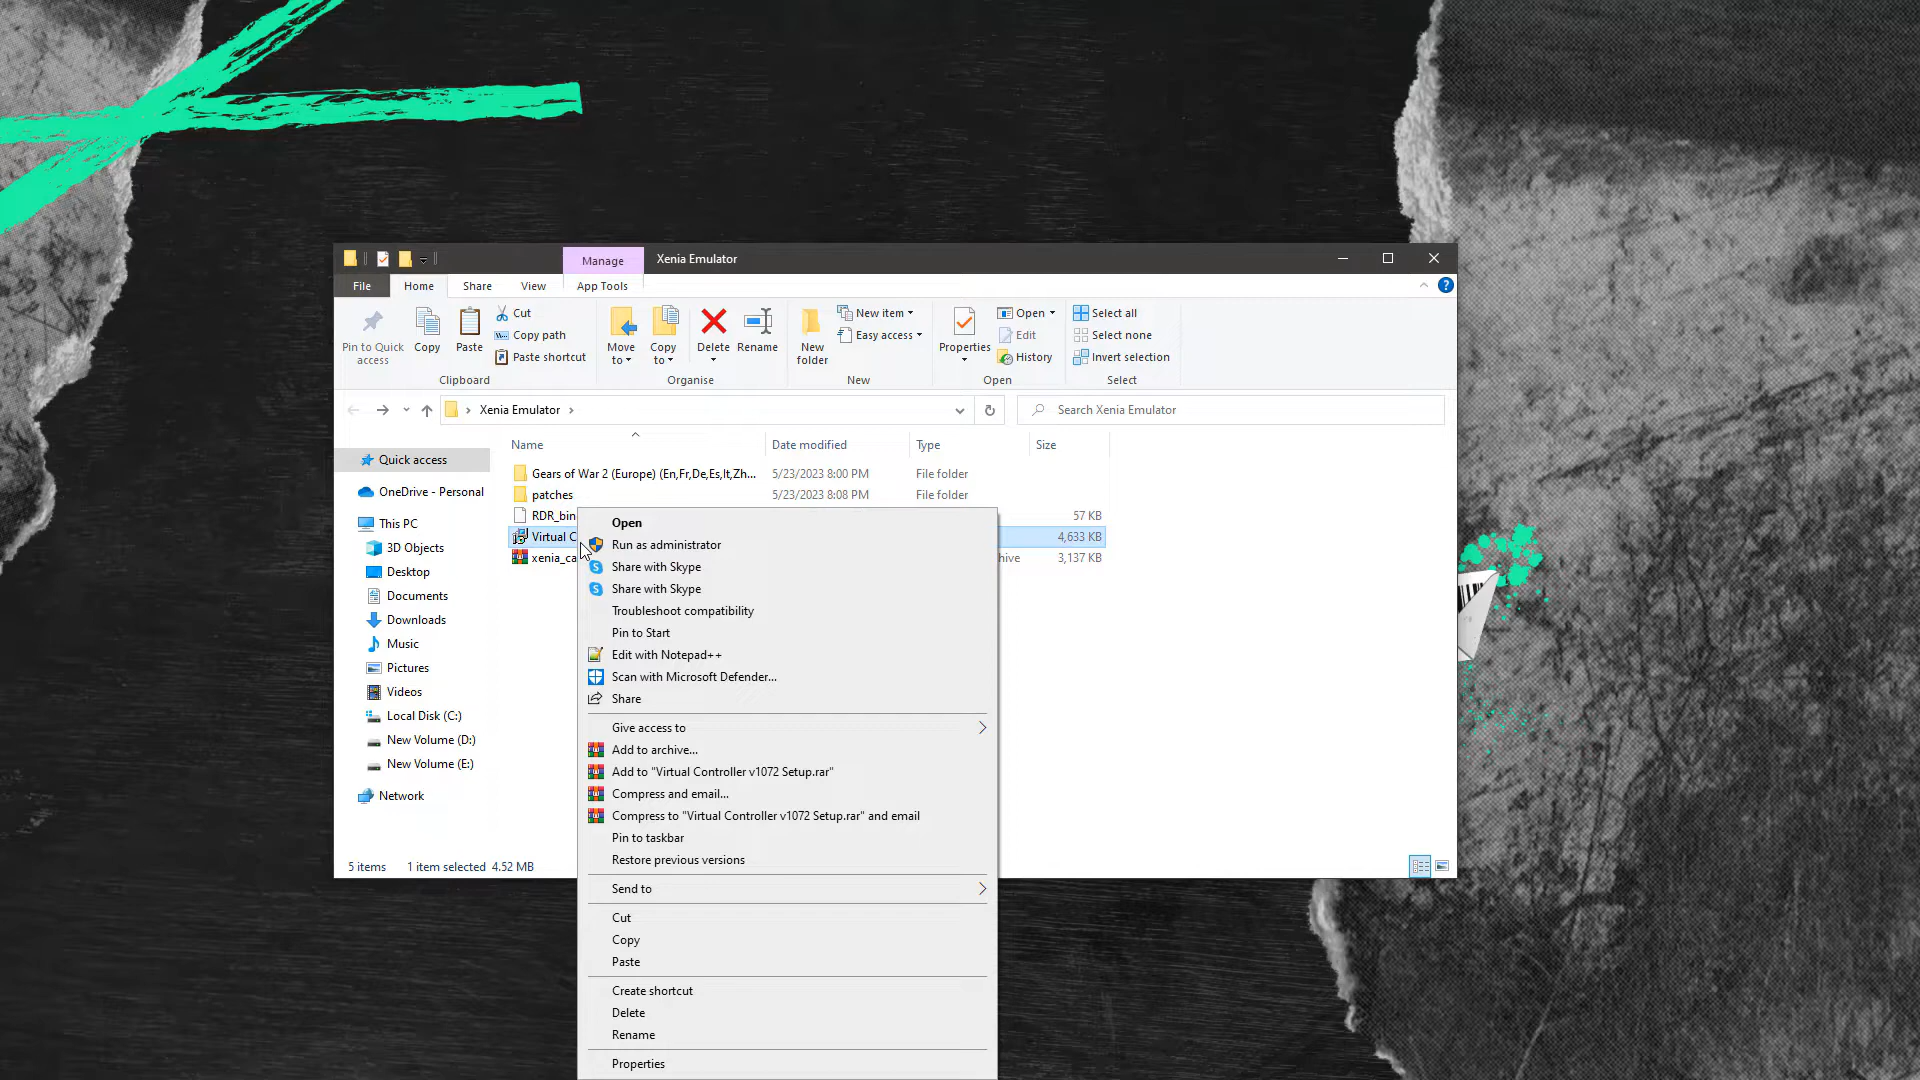 Manage
Xenia Emulator
File
Home
Share
View
App Tools
Pin to Quick access
Copy
Paste
Cut
Copy path
Paste shortcut
Clipboard
Move to
Copy to
Delete
Rename
Organise
New folder
New item
Easy access
New
Properties
Open
Edit
History
Open
Select all
Select none
Invert selection
Select
Xenia Emulator
Search Xenia Emulator
Name
Date modified
Type
Size
Quick access
OneDrive - Personal
This PC
3D Objects
Desktop
Documents
Downloads
Music
Pictures
Videos
Local Disk (C:)
New Volume (D:)
New Volume (E:)
Network
Gears of War 2 (Europe) (En,Fr,De,Es,It,Zh... 5/23/2023 8:00 PM File folder
patches 5/23/2023 8:08 PM File folder
RDR_bin 57 KB
Virtual C 4,633 KB
xenia_ca hive 3,137 KB
Open
Run as administrator
Share with Skype
Share with Skype
Troubleshoot compatibility
Pin to Start
Edit with Notepad++
Scan with Microsoft Defender...
Share
Give access to
Add to archive...
Add to "Virtual Controller v1072 Setup.rar"
Compress and email...
Compress to "Virtual Controller v1072 Setup.rar" and email
Pin to taskbar
Restore previous versions
Send to
Cut
Copy
Paste
Create shortcut
Delete
Rename
Properties
5 items 1 item selected 4.52 MB